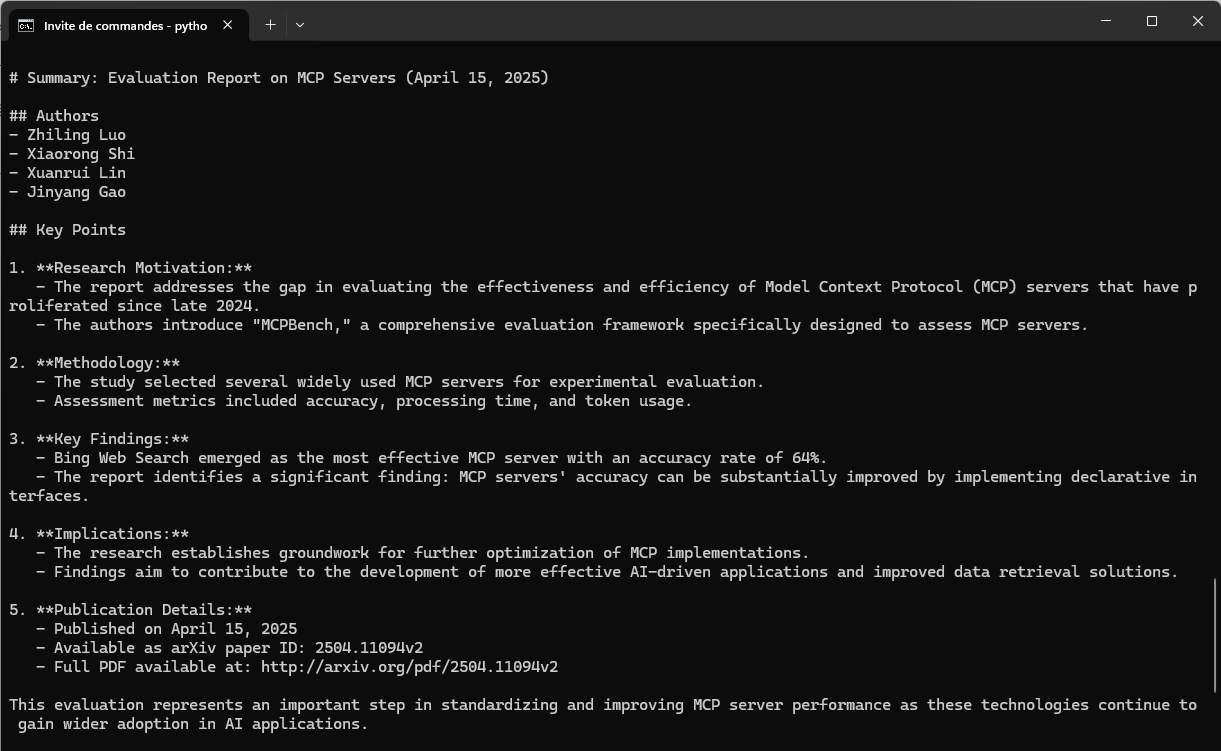 Invite de commandes - pytho
# Summary: Evaluation Report on MCP Servers (April 15, 2025)
## Authors
- Zhiling Luo
- Xiaorong Shi
- Xuanrui Lin
- Jinyang Gao
## Key Points
1. **Research Motivation:**
- The report addresses the gap in evaluating the effectiveness and efficiency of Model Context Protocol (MCP) servers that have p
roliferated since late 2024.
- The authors introduce "MCPBench," a comprehensive evaluation framework specifically designed to assess MCP servers.
2. **Methodology:**
- The study selected several widely used MCP servers for experimental evaluation.
- Assessment metrics included accuracy, processing time, and token usage.
3. **Key Findings:**
- Bing Web Search emerged as the most effective MCP server with an accuracy rate of 64%.
- The report identifies a significant finding: MCP servers' accuracy can be substantially improved by implementing declarative in
terfaces.
4. **Implications:**
- The research establishes groundwork for further optimization of MCP implementations.
- Findings aim to contribute to the development of more effective AI-driven applications and improved data retrieval solutions.
5. **Publication Details:**
- Published on April 15, 2025
- Available as arXiv paper ID: 2504.11094v2
- Full PDF available at: http://arxiv.org/pdf/2504.11094v2
This evaluation represents an important step in standardizing and improving MCP server performance as these technologies continue to
gain wider adoption in AI applications.